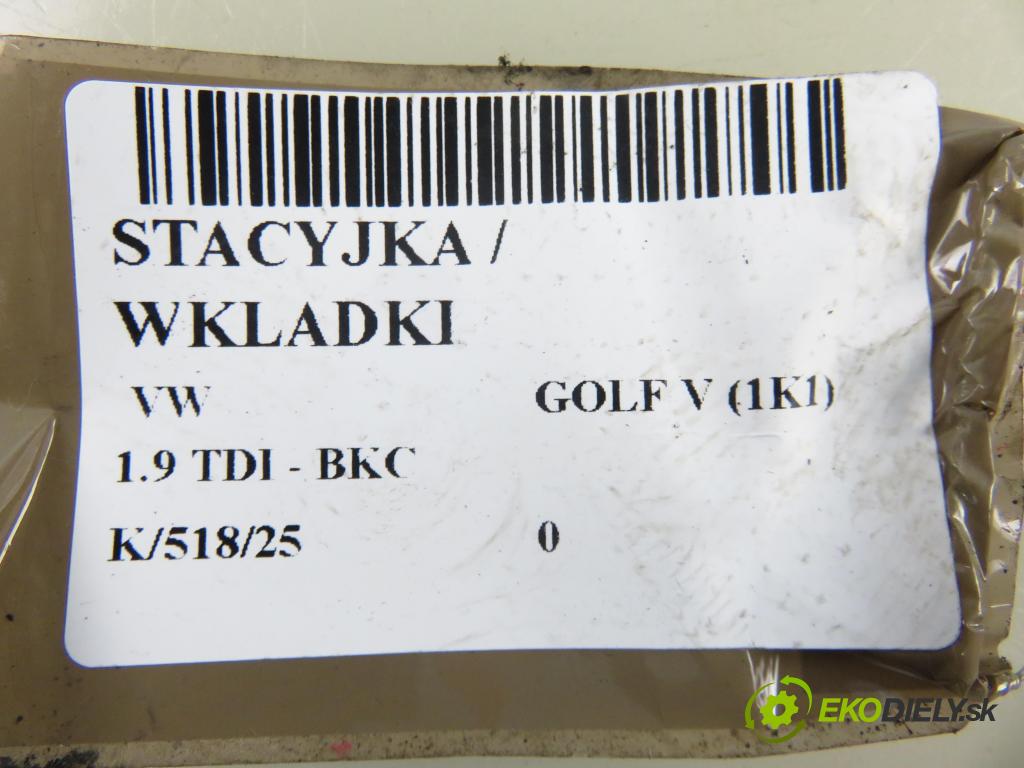 STACYJKA /
WKLADKI
VW GOLF V (1K1)
1.9 TDI - BKC
K/518/25 0
EKODIELY.sk